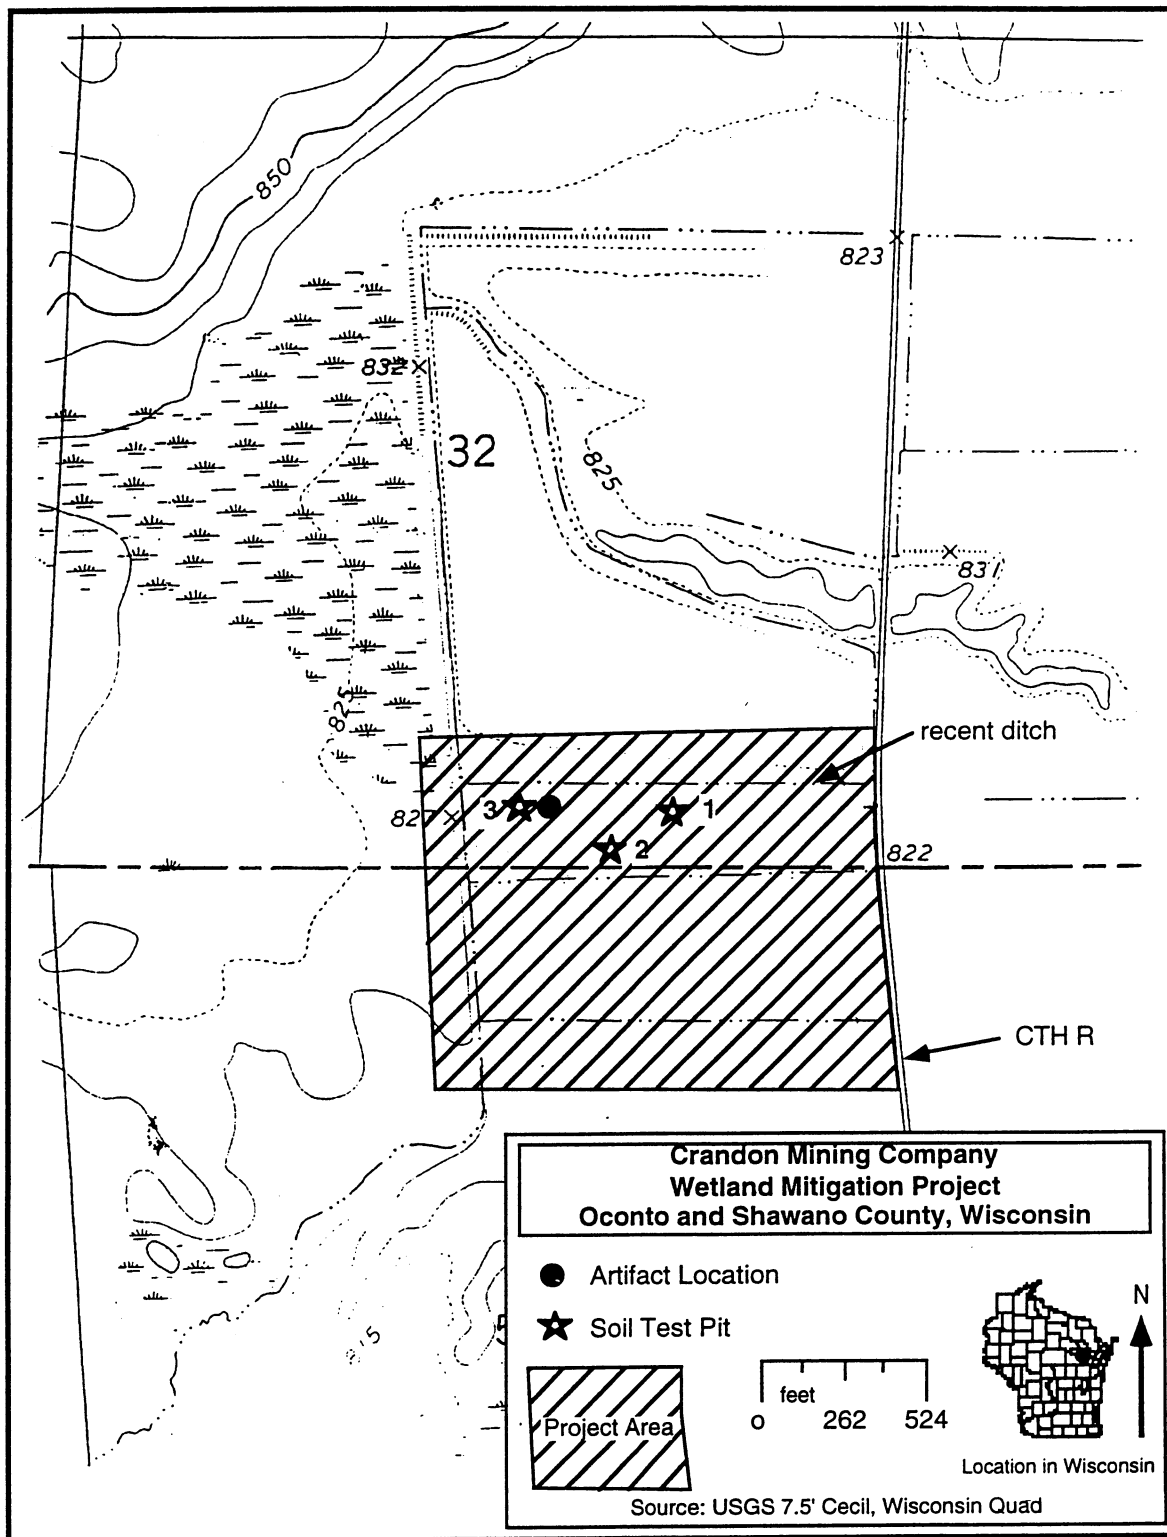 850
823
832
32
825
831
825
recent ditch
3
1
827
2
822
CTH R
Crandon Mining Company
Wetland Mitigation Project
Oconto and Shawano County, Wisconsin
Artifact Location
N
Soil Test Pit
feet
0 262 524
Project Area
Location in Wisconsin
Source: USGS 7.5' Cecil, Wisconsin Quad